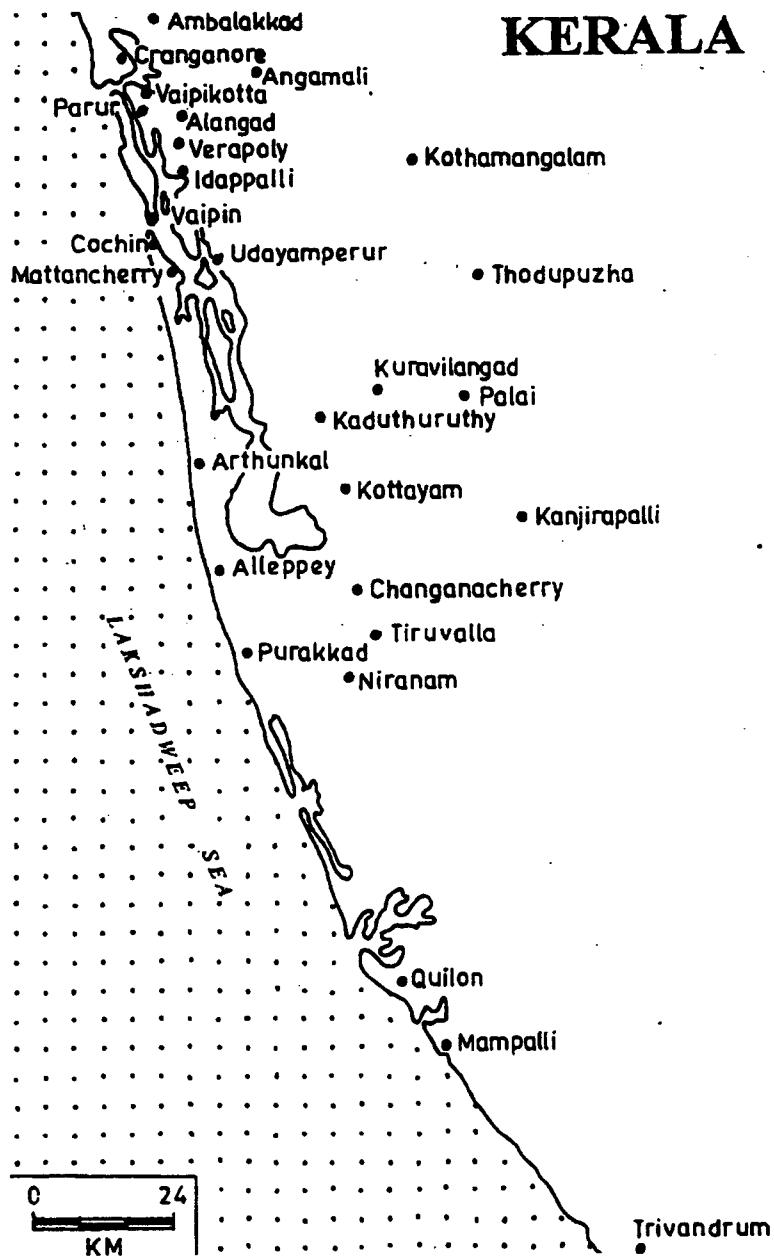 KERALA
Ambalakkad
Cranganore
Angamali
Vaipikotta
Parur
Alangad
Verapoly
Kothamangalam
Idappalli
Vaipin
Cochin
Udayamperur
Mattancherry
Thodupuzha
Kuravilangad
Palai
Kaduthuruthy
Arthunkal
Kottayam
Kanjirapalli
Alleppey
Changanacherry
Tiruvalla
Purakkad
Niranam
LAKSHADWEEP SEA
Quilon
Mampalli
0 24
KM
Trivandrum